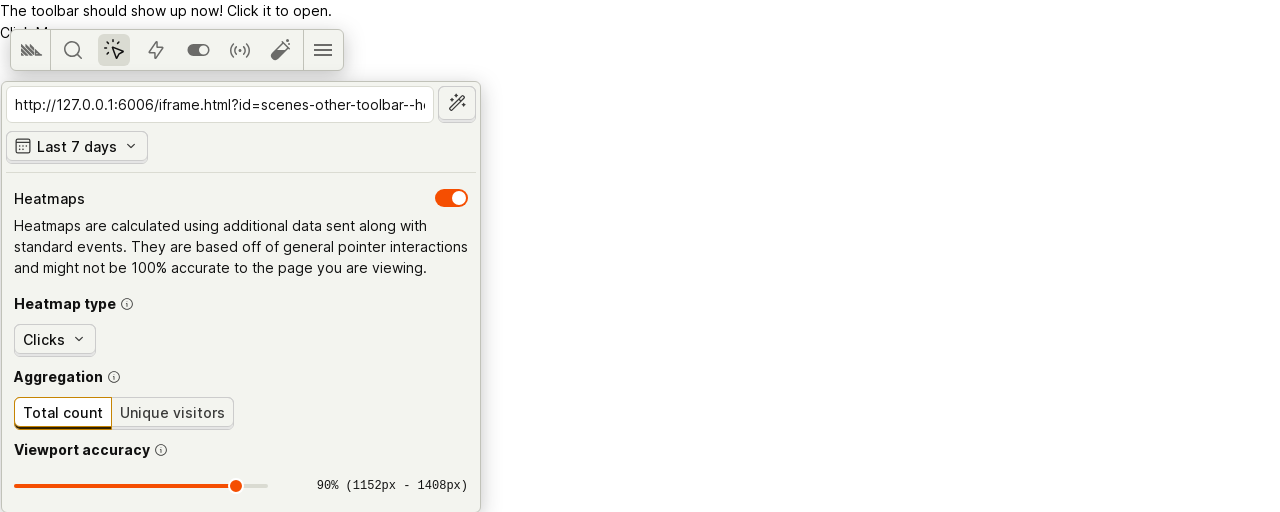 The toolbar should show up now! Click it to open.
http://127.0.0.1:6006/iframe.html?id=scenes-other-toolbar--he
Last 7 days
Heatmaps
Heatmaps are calculated using additional data sent along with
standard events. They are based off of general pointer interactions
and might not be 100% accurate to the page you are viewing.
Heatmap type
Clicks
Aggregation
Total count Unique visitors
Viewport accuracy
90% (1152px - 1408px)